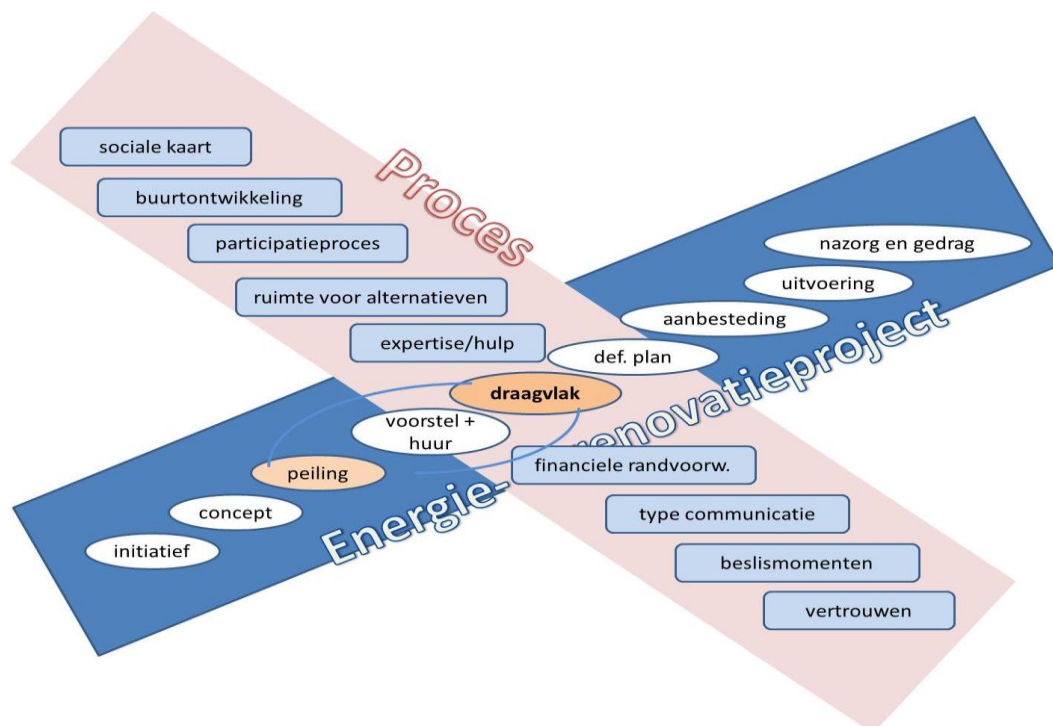 sociale kaart
buurtontwikkeling
participatieproces
ruimte voor alternatieven
expertise/hulp
Proces
nazorg en gedrag
uitvoering
aanbesteding
def. plan
draagvlak
voorstel +
huur
peiling
concept
initiatief
Energie-renovatieproject
financiele randvoorw.
type communicatie
beslismomenten
vertrouwen